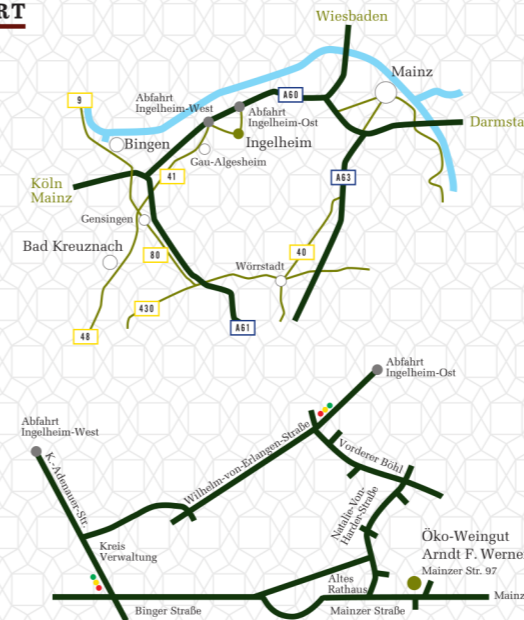 RT
Wiesbaden
Mainz
9
A60
Abfahrt
Ingelheim-West
Abfahrt
Ingelheim-Ost
Darmsta
Bingen
Ingelheim
Gau-Algesheim
41
A63
Köln
Mainz
Gensingen
Bad Kreuznach
80
40
Wörrstadt
430
48
A61
Abfahrt
Ingelheim-Ost
Abfahrt
Ingelheim-West
Wilhelm-von-Erlangen-Straße
Vorderer Böhl
K.-Adenauer-Str.
Natalie-Von-
Harder-Straße
Kreis
Verwaltung
Öko-Weingut
Arndt F. Werne
Mainzer Str. 97
Altes
Rathaus
Mainz
Binger Straße
Mainzer Straße